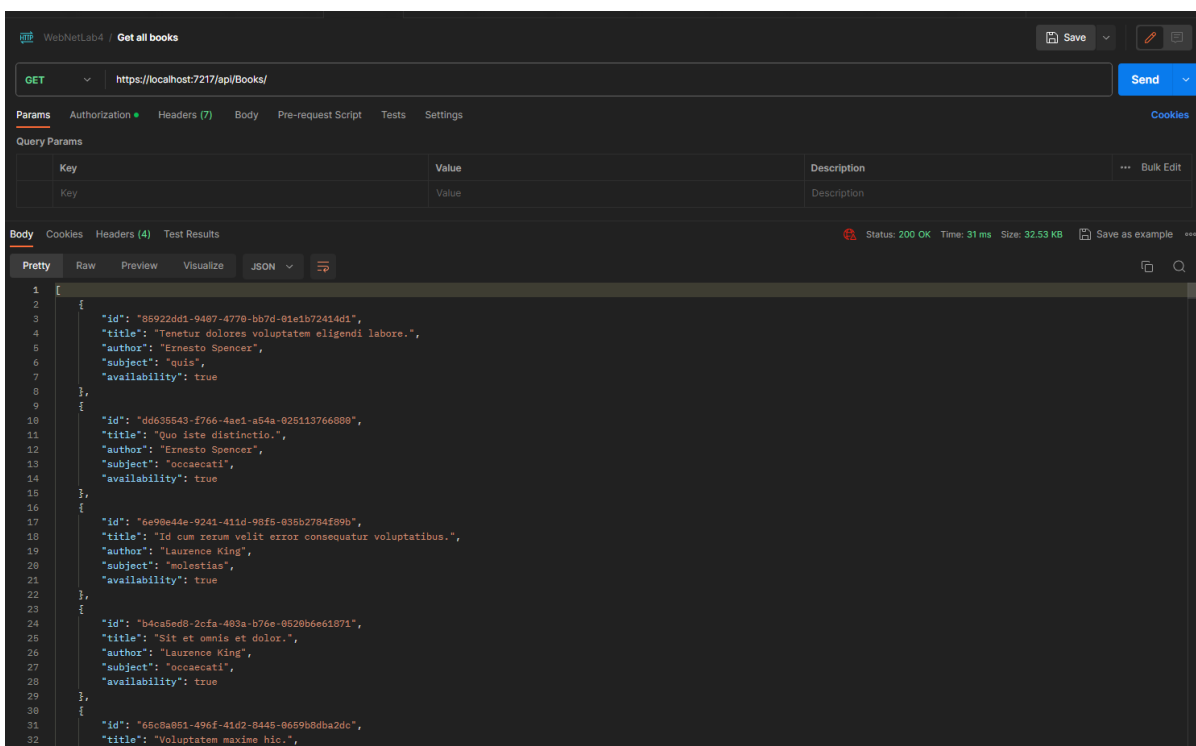 HTTP WebNetLab4 / Get all books Save
GET https://localhost:7217/api/Books/ Send
Params Authorization Headers (7) Body Pre-request Script Tests Settings Cookies
Query Params
Key Value Description ... Bulk Edit
Key Value Description
Body Cookies Headers (4) Test Results Status: 200 OK Time: 31 ms Size: 32.53 KB Save as example ...
Pretty Raw Preview Visualize JSON
1 [
2 {
3 "id": "86922dd1-9407-4770-bb7d-01e1b72414d1",
4 "title": "Tenetur dolores voluptatem eligendi labore.",
5 "author": "Ernesto Spencer",
6 "subject": "quis",
7 "availability": true
8 },
9 {
10 "id": "dd635543-f766-4ae1-a54a-025113766880",
11 "title": "Quo iste distinctio.",
12 "author": "Ernesto Spencer",
13 "subject": "occaecati",
14 "availability": true
15 },
16 {
17 "id": "6e90e44e-9241-411d-98f5-035b2784f89b",
18 "title": "Id cum rerum velit error consequatur voluptatibus.",
19 "author": "Laurence King",
20 "subject": "molestias",
21 "availability": true
22 },
23 {
24 "id": "b4ca5ed8-2cfa-403a-b76e-0520b6e61871",
25 "title": "Sit et omnis et dolor.",
26 "author": "Laurence King",
27 "subject": "occaecati",
28 "availability": true
29 },
30 {
31 "id": "65c8a051-496f-41d2-8445-0659b8dba2dc",
32 "title": "Voluptatem maxime hic.",